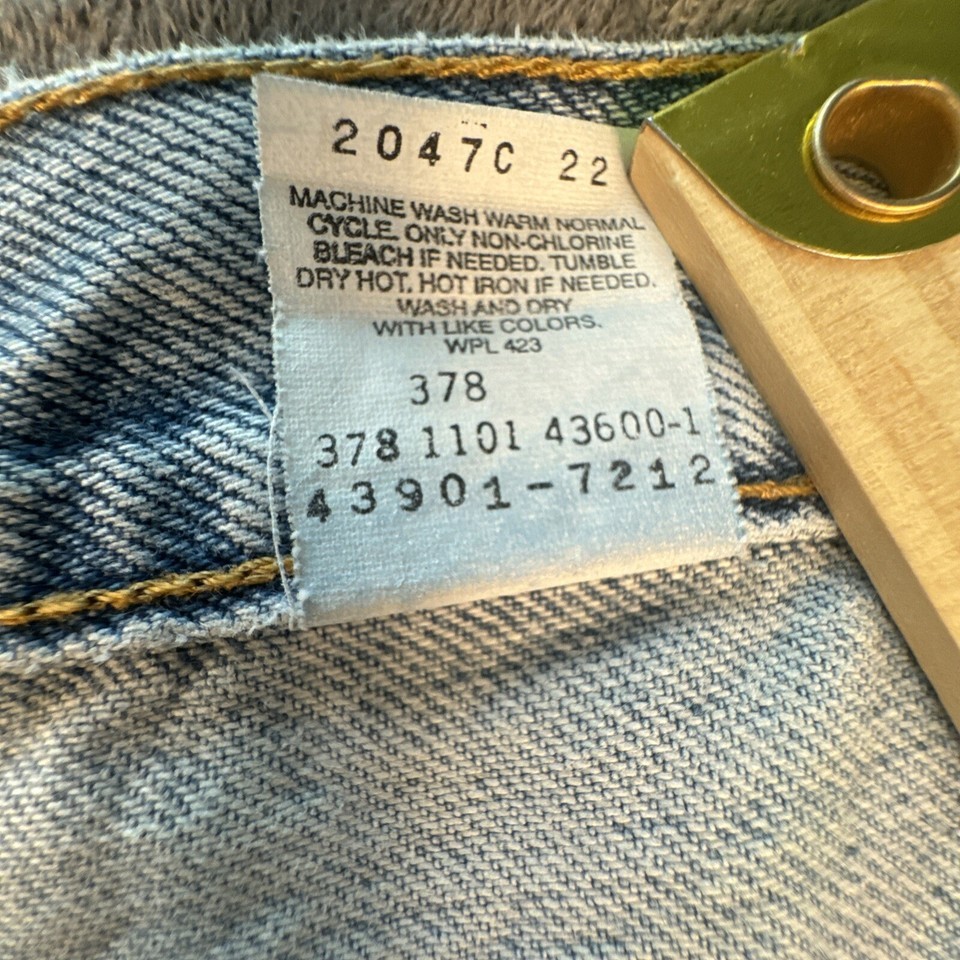 2047C 22
MACHINE WASH WARM NORMAL
CYCLE. ONLY NON-CHLORINE
BLEACH IF NEEDED. TUMBLE
DRY HOT. HOT IRON IF NEEDED.
WASH AND DRY
WITH LIKE COLORS.
WPL 423
378
378 1101 43600-1
43901-7212